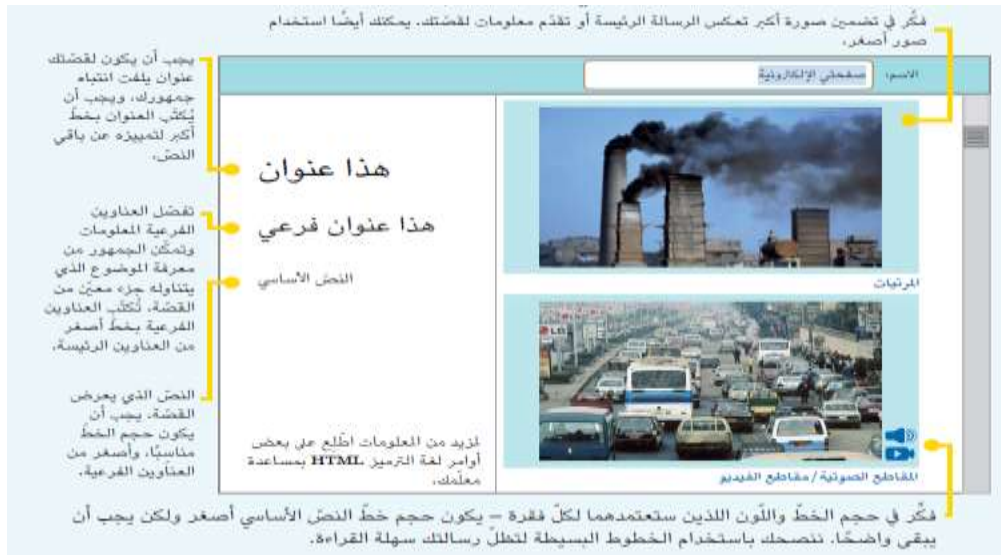 فكّر في تضمين صورة أكبر تعكس الرسالة الرئيسة أو تقدّم معلومات لقصّتك. يمكنك أيضًا استخدام
صور أصغر.
الاسم:
صفحتي الإلكترونية
يجب أن يكون لقصّتك
عنوان يلفت انتباه
جمهورك، ويجب أن
يُكتَب العنوان بخطّ
أكبر لتمييزه عن باقي
النصّ.
هذا عنوان
هذا عنوان فرعي
النصّ الأساسي
تفصّل العناوين
الفرعية المعلومات
وتمكّن الجمهور من
معرفة الموضوع الذي
يتناوله جزء معيّن من
القصّة. تُكتَب العناوين
الفرعية بخطّ أصغر
من العناوين الرئيسة.
النصّ الذي يعرض
القصّة. يجب أن
يكون حجم الخطّ
مناسبًا، وأصغر من
العناوين الفرعية.
المرئيات
LG
المقاطع الصوتية/مقاطع الفيديو
لمزيد من المعلومات اطّلع على بعض
أوامر لغة الترميز HTML بمساعدة
معلّمك.
فكّر في حجم الخطّ واللّون اللذين ستعتمدهما لكلّ فقرة – يكون حجم خطّ النصّ الأساسي أصغر ولكن يجب أن
يبقى واضحًا. ننصحك باستخدام الخطوط البسيطة لتظلّ رسالتك سهلة القراءة.